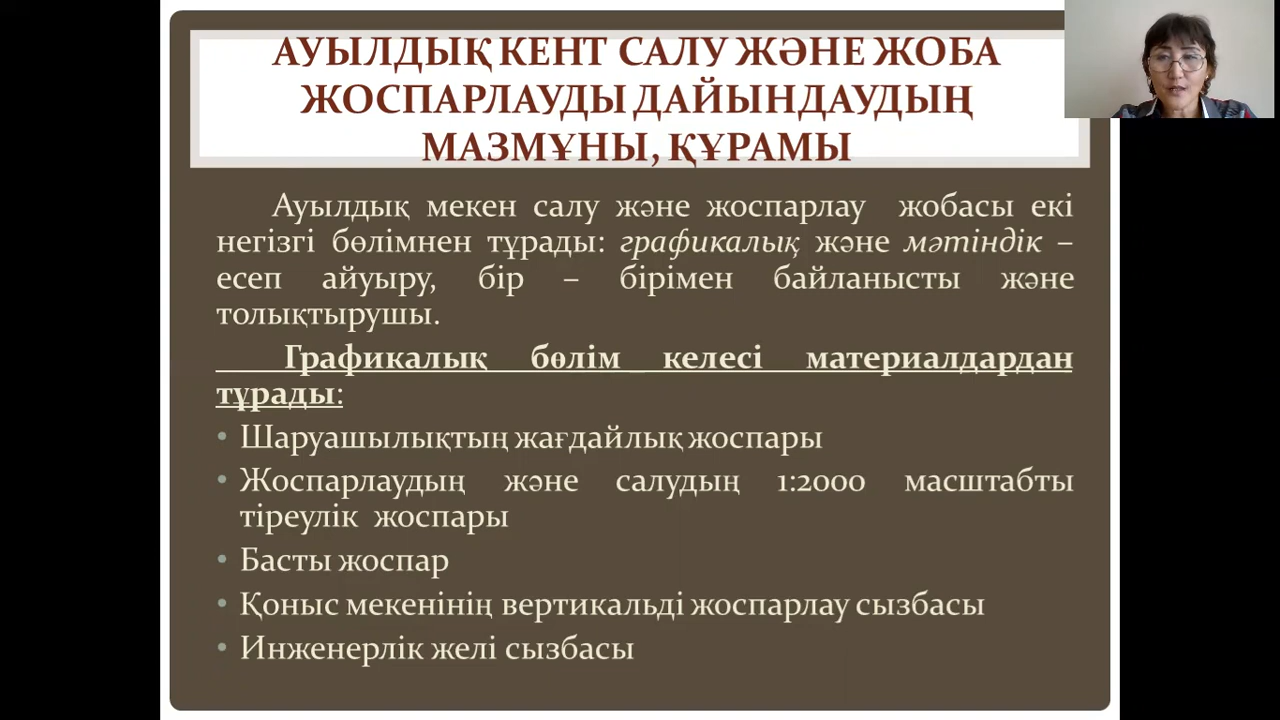 АУЫЛДЫҚ КЕНТ САЛУ ЖӘНЕ ЖОБА
ЖОСПАРЛАУДЫ ДАЙЫНДАУДЫҢ
МАЗМҰНЫ, ҚҰРАМЫ
Ауылдық мекен салу және жоспарлау жобасы екі
негізгі бөлімнен тұрады: графикалық және мәтіндік –
есеп айуыру, бір – бірімен байланысты және
толықтырушы.
Графикалық бөлім келесі материалдардан
тұрады:
• Шаруашылықтың жағдайлық жоспары
• Жоспарлаудың және салудың 1:2000 масштабты
тіреулік жоспары
• Басты жоспар
• Қоныс мекенінің вертикальді жоспарлау сызбасы
• Инженерлік желі сызбасы